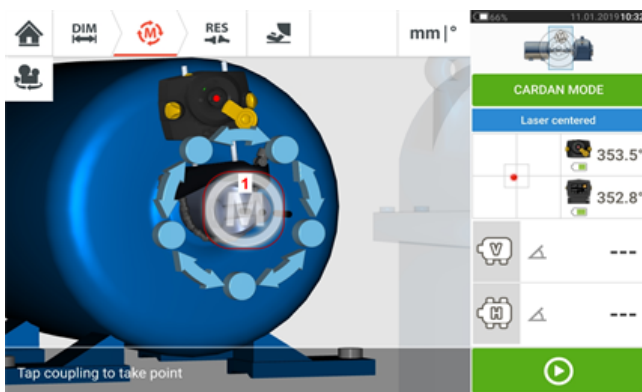 DIM
M
RES
mm|°
66%
11.01.2019 10:32
CARDAN MODE
Laser centered
353.5°
352.8°
1
M
V
---
H
---
Tap coupling to take point